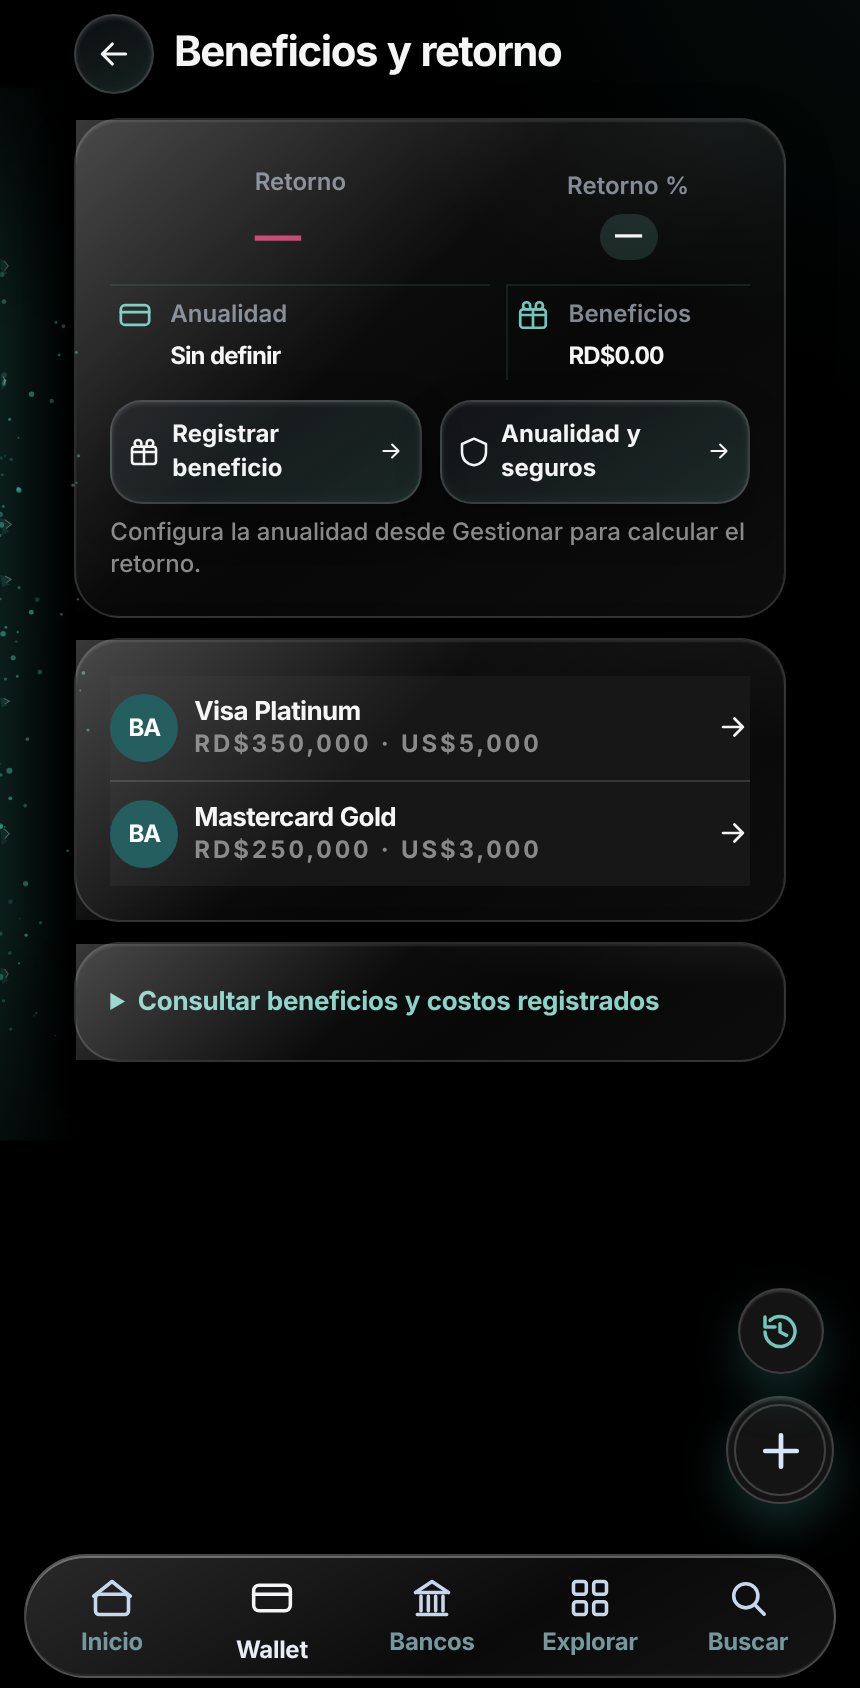 Beneficios y retorno
Retorno
—
Retorno %
—
Anualidad
Sin definir
Beneficios
RD$0.00
Registrar
beneficio
Anualidad y
seguros
Configura la anualidad desde Gestionar para calcular el
retorno.
BA
Visa Platinum
RD$350,000 · US$5,000
BA
Mastercard Gold
RD$250,000 · US$3,000
Consultar beneficios y costos registrados
Inicio
Wallet
Bancos
Explorar
Buscar